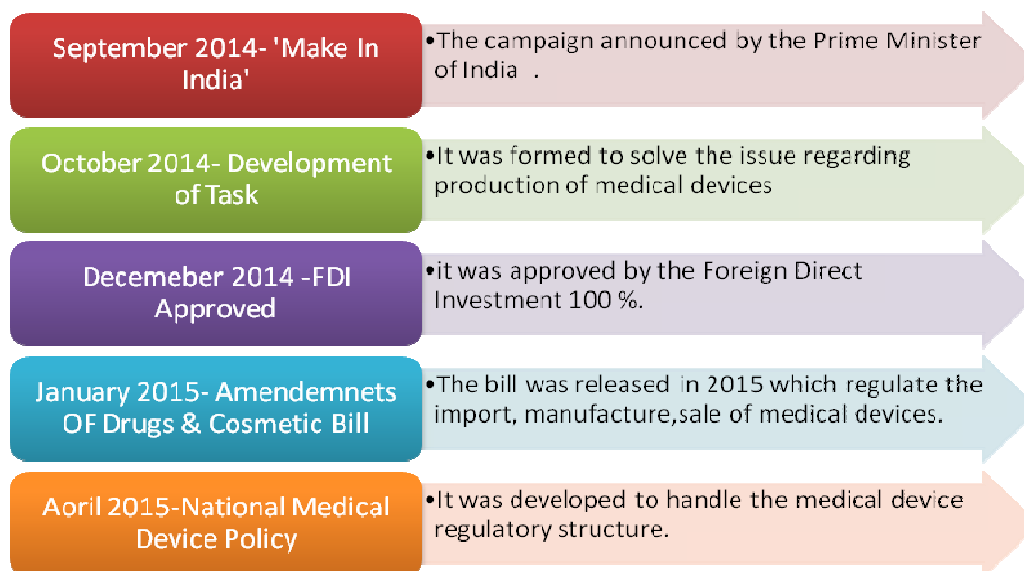 September 2014- 'Make In
India'
•The campaign announced by the Prime Minister
of India .
October 2014- Development
of Task
•It was formed to solve the issue regarding
production of medical devices
Decemeber 2014 -FDI
Approved
•it was approved by the Foreign Direct
Investment 100 %.
January 2015- Amendemnets
OF Drugs & Cosmetic Bill
•The bill was released in 2015 which regulate the
import, manufacture,sale of medical devices.
April 2015-National Medical
Device Policy
•It was developed to handle the medical device
regulatory structure.